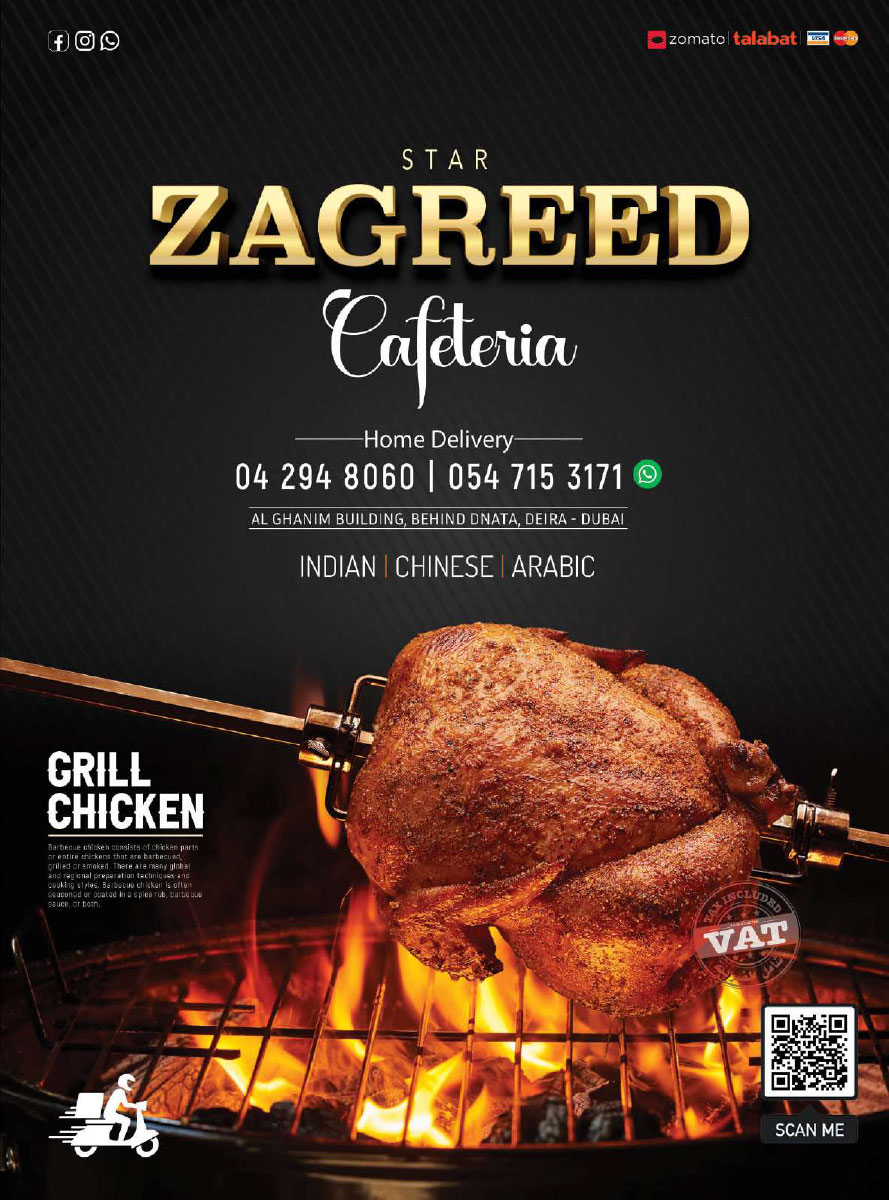 zomato | talabat | VISA
STAR
ZAGREED
Cafeteria
Home Delivery
04 294 8060 | 054 715 3171
AL GHANIM BUILDING, BEHIND DNATA, DEIRA - DUBAI
INDIAN | CHINESE | ARABIC
GRILL
CHICKEN
Barbecue chicken consists of chicken parts
or entire chickens that are barbecued,
grilled or smoked. There are many global
and regional preparation techniques and
cooking styles. Barbecue chicken is often
seasoned or coated in a spice rub, barbecue
sauce, or both.
TAX INCLUDED
VAT
SCAN ME